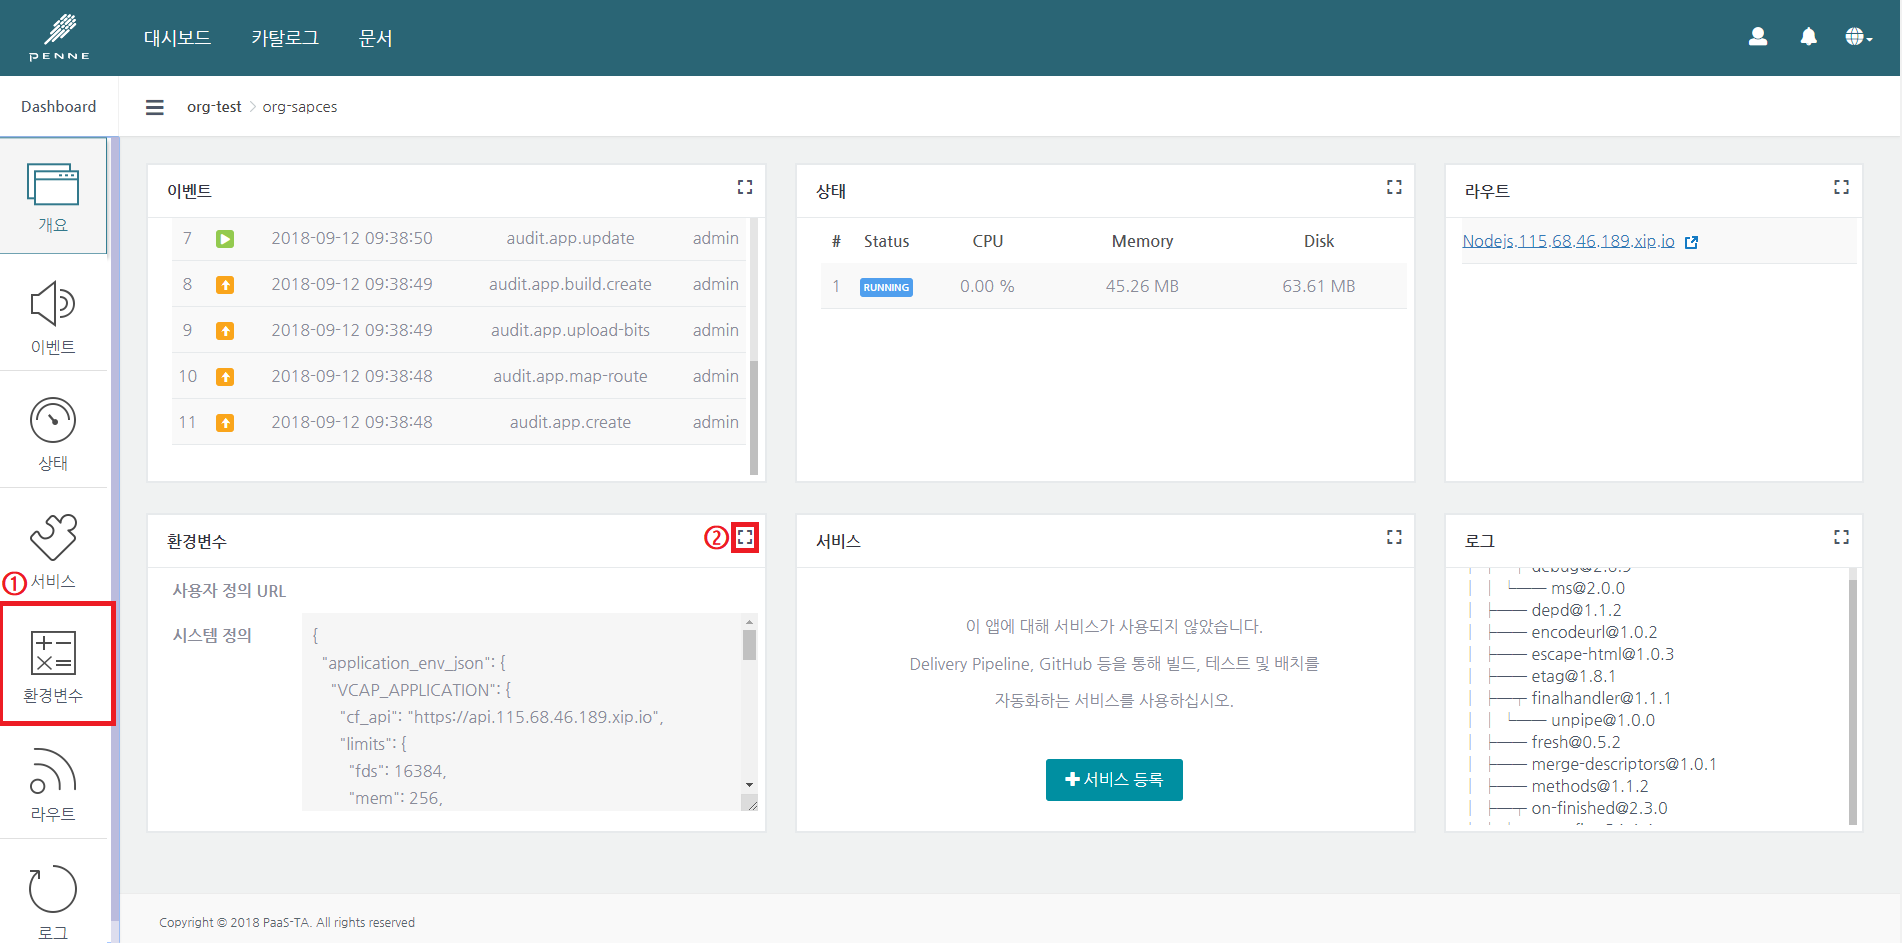 PENNE
대시보드 카탈로그 문서
Dashboard
org-test > org-sapces
개요
이벤트
상태
① 서비스
환경변수
라우트
로그
이벤트
7 2018-09-12 09:38:50 audit.app.update admin
8 2018-09-12 09:38:49 audit.app.build.create admin
9 2018-09-12 09:38:49 audit.app.upload-bits admin
10 2018-09-12 09:38:48 audit.app.map-route admin
11 2018-09-12 09:38:48 audit.app.create admin
상태
# Status CPU Memory Disk
1 RUNNING 0.00 % 45.26 MB 63.61 MB
라우트
Nodejs.115.68.46.189.xip.io
환경변수 ②
사용자 정의 URL
시스템 정의
{
"application_env_json": {
"VCAP_APPLICATION": {
"cf_api": "https://api.115.68.46.189.xip.io",
"limits": {
"fds": 16384,
"mem": 256,
서비스
이 앱에 대해 서비스가 사용되지 않았습니다.
Delivery Pipeline, GitHub 등을 통해 빌드, 테스트 및 배치를
자동화하는 서비스를 사용하십시오.
서비스 등록
로그
│ │ └── ms@2.0.0
│ ├── depd@1.1.2
│ ├── encodeurl@1.0.2
│ ├── escape-html@1.0.3
│ ├── etag@1.8.1
│ ├─┬ finalhandler@1.1.1
│ │ └── unpipe@1.0.0
│ ├── fresh@0.5.2
│ ├── merge-descriptors@1.0.1
│ ├── methods@1.1.2
│ ├─┬ on-finished@2.3.0
Copyright © 2018 PaaS-TA. All rights reserved